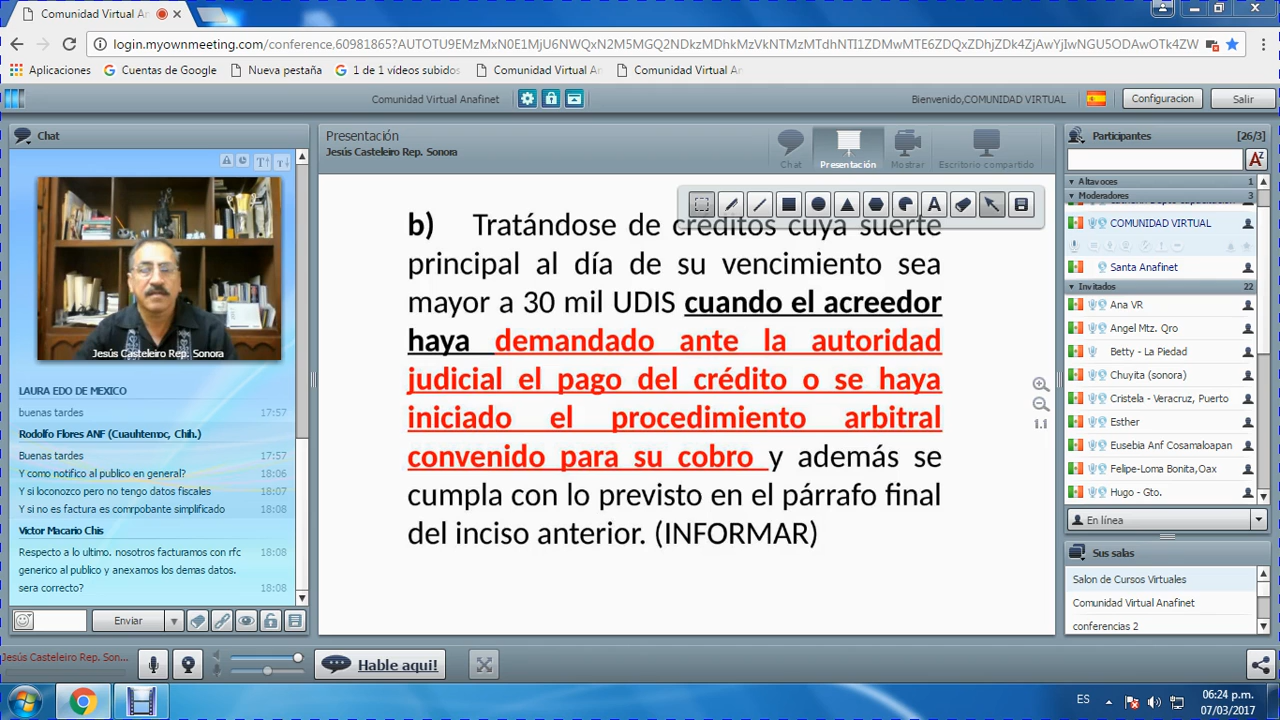 Comunidad Virtual An
login.myownmeeting.com/conference,60981865?AUTOTU9EMzMxN0E1MjU6NWQxN2M5MGQ2NDkzMDhkMzVkNTMzMTdhNTI1ZDMwMTE6ZDQxZDhjZDk4ZjAwYjIwNGU5ODAwOTk4ZW
Aplicaciones Cuentas de Google Nueva pestaña 1 de 1 vídeos subidos Comunidad Virtual An Comunidad Virtual An
Comunidad Virtual Anafinet Bienvenido,COMUNIDAD VIRTUAL Configuracion Salir
Chat
Jesús Casteleiro Rep. Sonora
LAURA EDO DE MEXICO
buenas tardes 17:57
Rodolfo Flores ANF (Cuauhtemoc, Chih.)
Buenas tardes 17:57
Y como notifico al publico en general? 18:06
Y si loconozco pero no tengo datos fiscales 18:07
Y si no es factura es comrpobante simplificado 18:08
Victor Macario Chis
Respecto a lo ultimo. nosotros facturamos con rfc 18:08
generico al publico y anexamos los demas datos.
sera correcto? 18:08
Enviar
Presentación
Jesús Casteleiro Rep. Sonora
Chat Presentación Mostrar Escritorio compartido
b) Tratándose de créditos cuya suerte
principal al día de su vencimiento sea
mayor a 30 mil UDIS cuando el acreedor
haya demandado ante la autoridad
judicial el pago del crédito o se haya
iniciado el procedimiento arbitral
convenido para su cobro y además se
cumpla con lo previsto en el párrafo final
del inciso anterior. (INFORMAR)
1.1
Participantes [26/3]
Altavoces 1
Moderadores 3
COMUNIDAD VIRTUAL
Santa Anafinet
Invitados 22
Ana VR
Angel Mtz. Qro
Betty - La Piedad
Chuyita (sonora)
Cristela - Veracruz, Puerto
Esther
Eusebia Anf Cosamaloapan
Felipe-Loma Bonita,Oax
Hugo - Gto.
En línea
Sus salas
Salon de Cursos Virtuales
Comunidad Virtual Anafinet
conferencias 2
Jesús Casteleiro Rep. Son...
Hable aqui!
ES 06:24 p.m.
07/03/2017